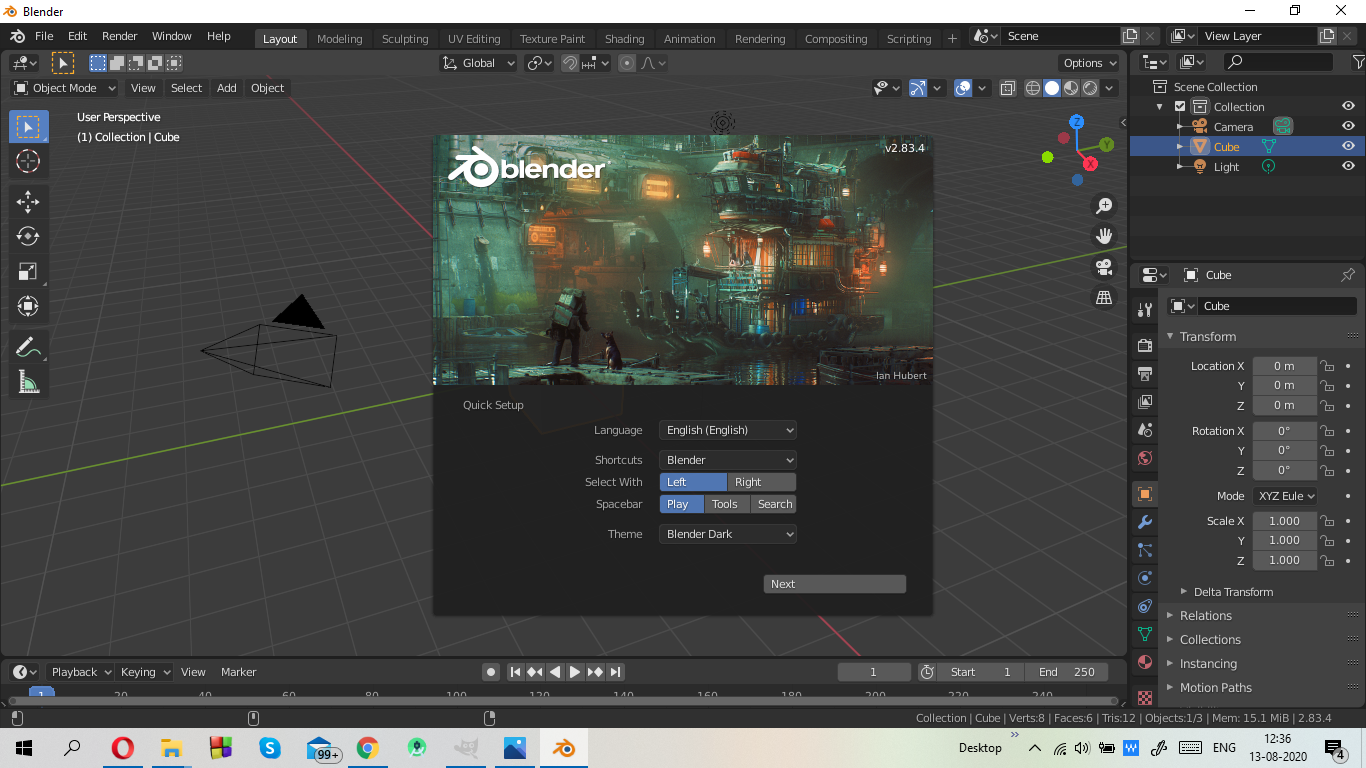 Blender
File Edit Render Window Help Layout Modeling Sculpting UV Editing Texture Paint Shading Animation Rendering Compositing Scripting + Scene View Layer
Global Options
Object Mode View Select Add Object
User Perspective
(1) Collection | Cube
Z
Y
X
Scene Collection
Collection
Camera
Cube
Light
blender
v2.83.4
Ian Hubert
Quick Setup
Language English (English)
Shortcuts Blender
Select With Left Right
Spacebar Play Tools Search
Theme Blender Dark
Next
Cube
Cube
Transform
Location X 0 m
Y 0 m
Z 0 m
Rotation X 0°
Y 0°
Z 0°
Mode XYZ Eule
Scale X 1.000
Y 1.000
Z 1.000
Delta Transform
Relations
Collections
Instancing
Motion Paths
Playback Keying View Marker 1 Start 1 End 250
1 20 40 60 80 100 120 140 160 180 200 220 240
Collection | Cube | Verts:8 | Faces:6 | Tris:12 | Objects:1/3 | Mem: 15.1 MiB | 2.83.4
99+ Desktop » W ENG 12:36
13-08-2020 4